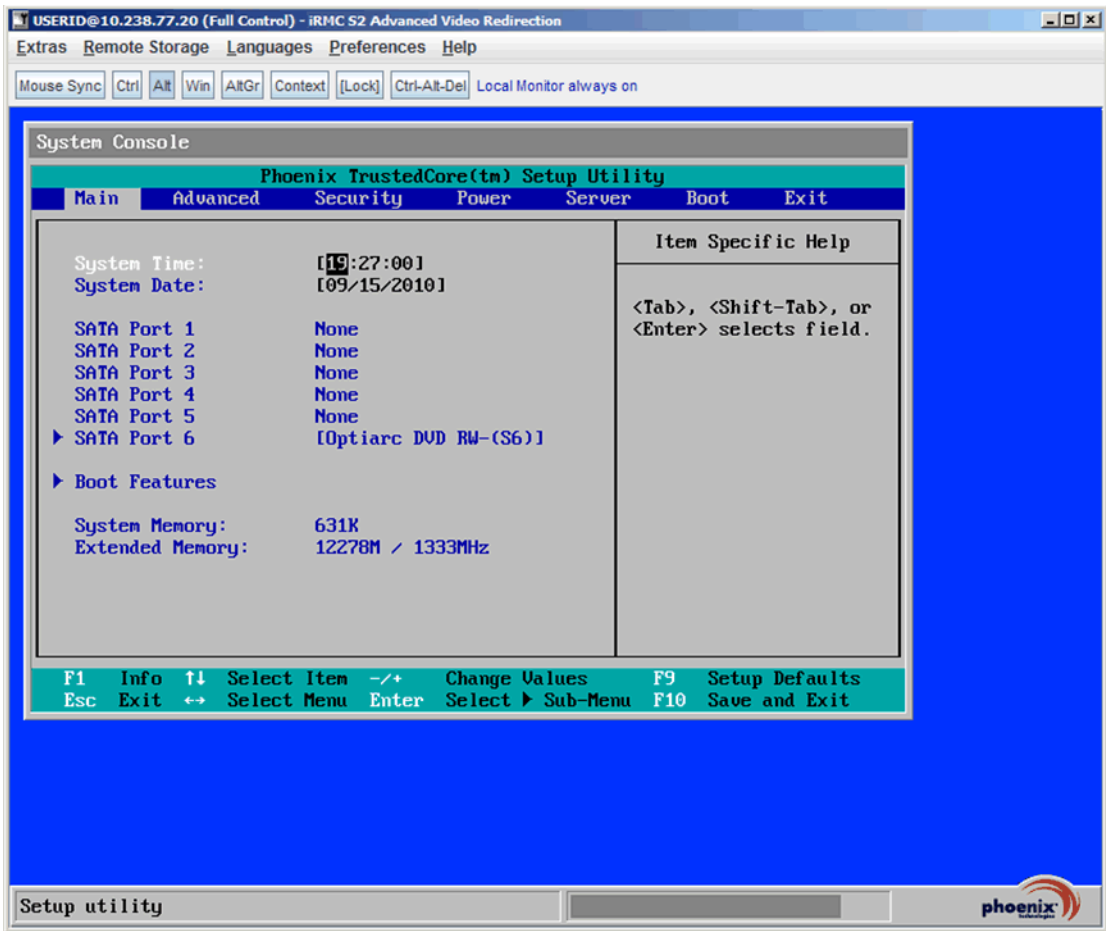 USERID@10.238.77.20 (Full Control) - iRMC S2 Advanced Video Redirection
Extras Remote Storage Languages Preferences Help
Mouse Sync Ctrl Alt Win AltGr Context [Lock] Ctrl-Alt-Del Local Monitor always on
System Console
Phoenix TrustedCore(tm) Setup Utility
Main Advanced Security Power Server Boot Exit
Item Specific Help
System Time: [19:27:00]
System Date: [09/15/2010]
<Tab>, <Shift-Tab>, or
<Enter> selects field.
SATA Port 1 None
SATA Port 2 None
SATA Port 3 None
SATA Port 4 None
SATA Port 5 None
SATA Port 6 [Optiarc DVD RW-(S6)]
Boot Features
System Memory: 631K
Extended Memory: 12278M / 1333MHz
F1 Info ↑↓ Select Item -/+ Change Values F9 Setup Defaults
Esc Exit ↔ Select Menu Enter Select ▶ Sub-Menu F10 Save and Exit
Setup utility
phoenix
technologies